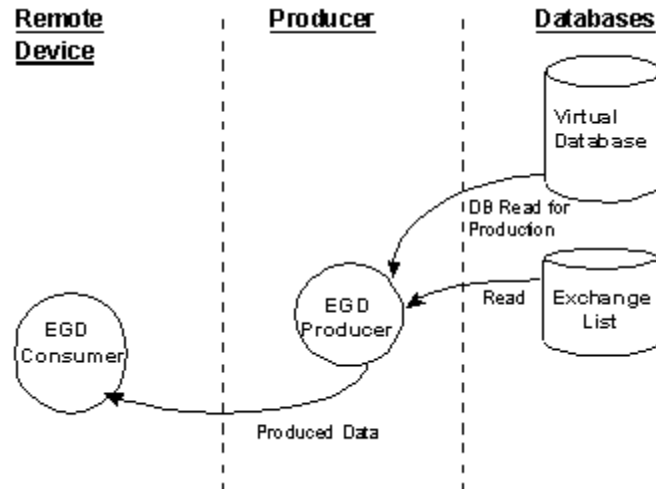 Remote
Device
Producer
Databases
Virtual
Database
DB Read for
Production
EGD
Producer
Read
Exchange
List
EGD
Consumer
Produced Data